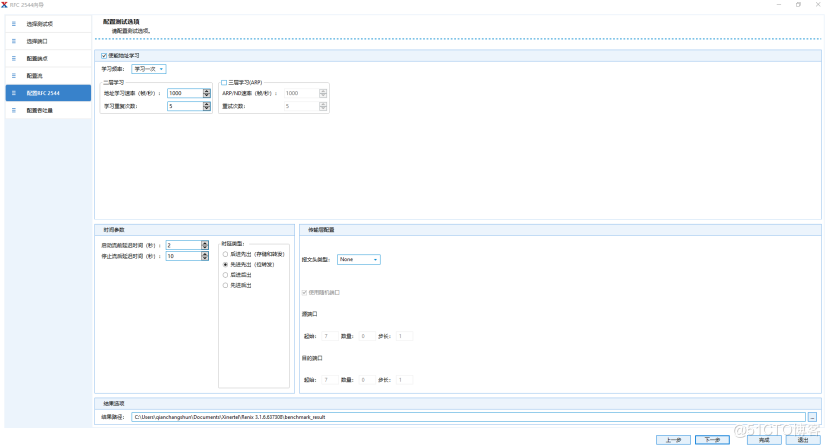 RFC 2544向导
选择测试项
选择端口
配置端点
配置流
配置RFC 2544
配置吞吐量
配置测试选项
请配置测试选项。
使能地址学习
学习频率： 学习一次
二层学习
地址学习速率（帧/秒）： 1000
学习重复次数： 5
三层学习(ARP)
ARP/ND速率（帧/秒）： 1000
重试次数： 5
时间参数
启动流前延迟时间（秒）： 2
停止流后延迟时间（秒）： 10
时延类型：
后进先出（存储和转发）
先进先出（位转发）
后进后出
先进后出
传输层配置
报文头类型： None
使用随机端口
源端口
起始： 7 数量： 0 步长： 1
目的端口
起始： 7 数量： 0 步长： 1
结果选项
结果路径： C:\Users\qianchangshun\Documents\Xinertel\Renix 3.1.6.637308\benchmark_result
...
上一步 下一步 完成 退出
@51CTO博客